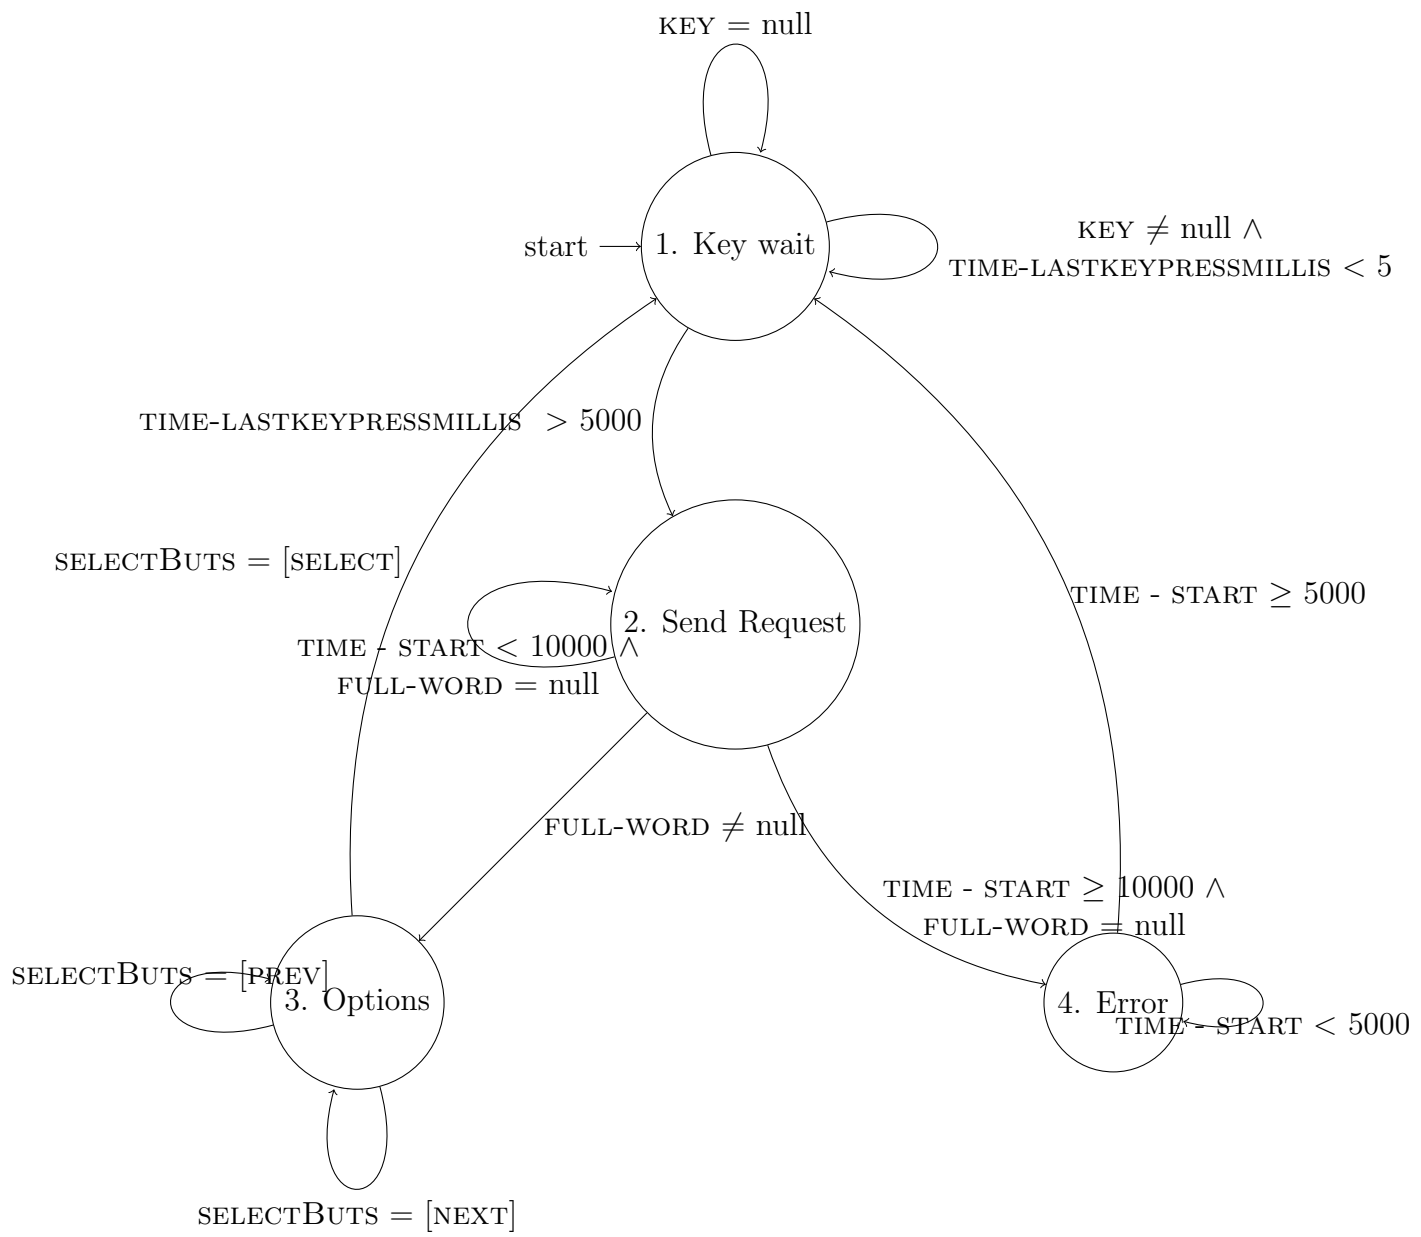 KEY = null
start
1. Key wait
KEY ≠ null ∧
TIME-LASTKEYPRESSMILLIS < 5
TIME-LASTKEYPRESSMILLIS > 5000
SELECTBUTS = [SELECT]
TIME - START ≥ 5000
2. Send Request
TIME - START < 10000 ∧
FULL-WORD = null
FULL-WORD ≠ null
TIME - START ≥ 10000 ∧
FULL-WORD = null
SELECTBUTS = [PREV]
3. Options
4. Error
TIME - START < 5000
SELECTBUTS = [NEXT]